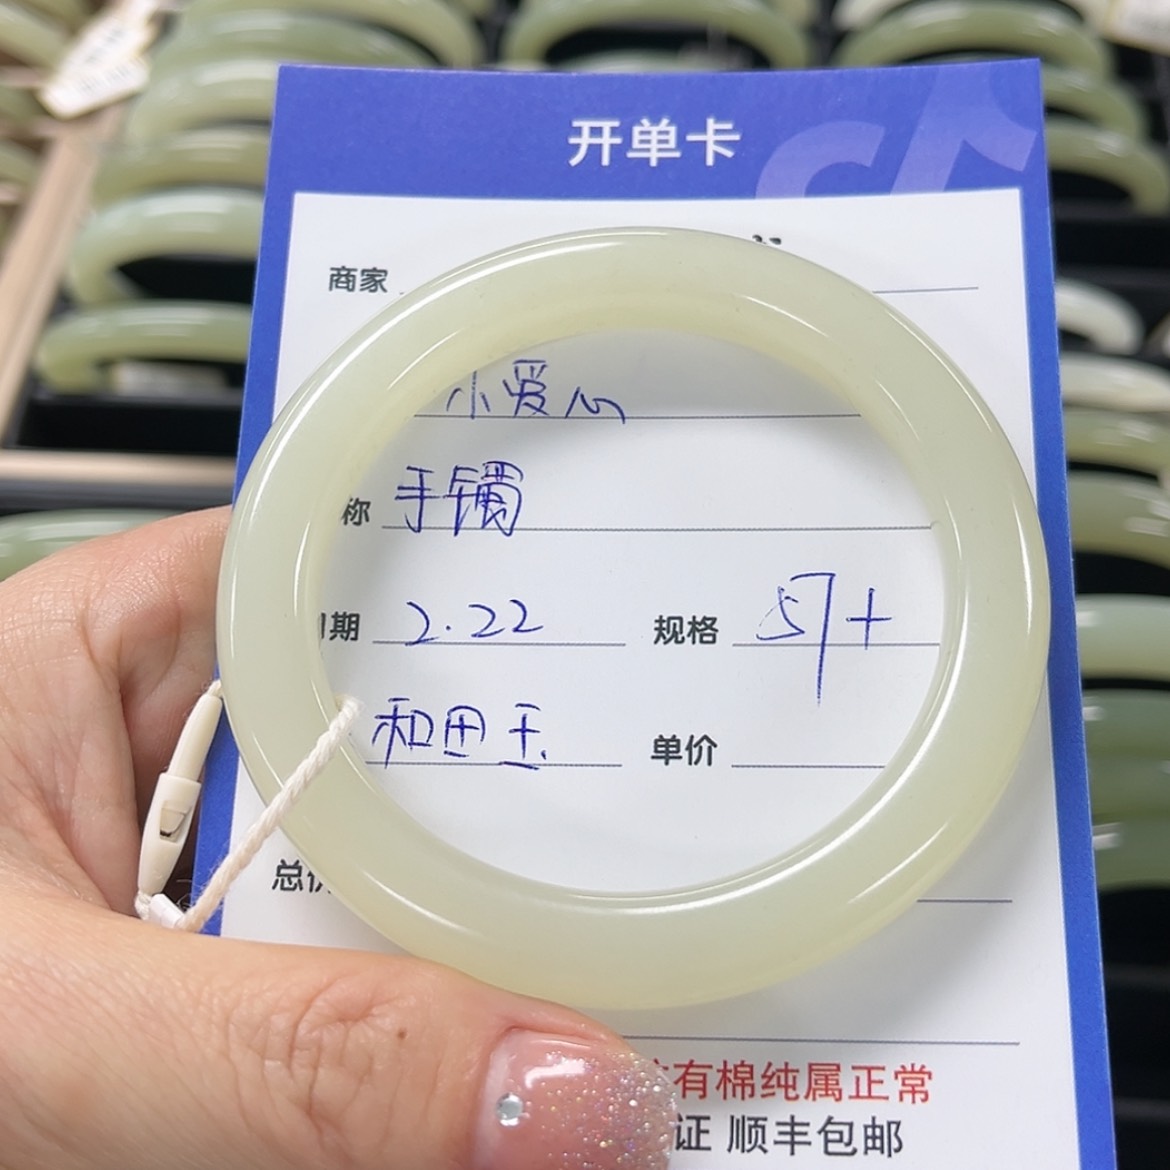 开单卡
商家
小爱心
称 手镯
期 2.22 规格 57+
和田玉 单价
总价
有棉纯属正常
证 顺丰包邮